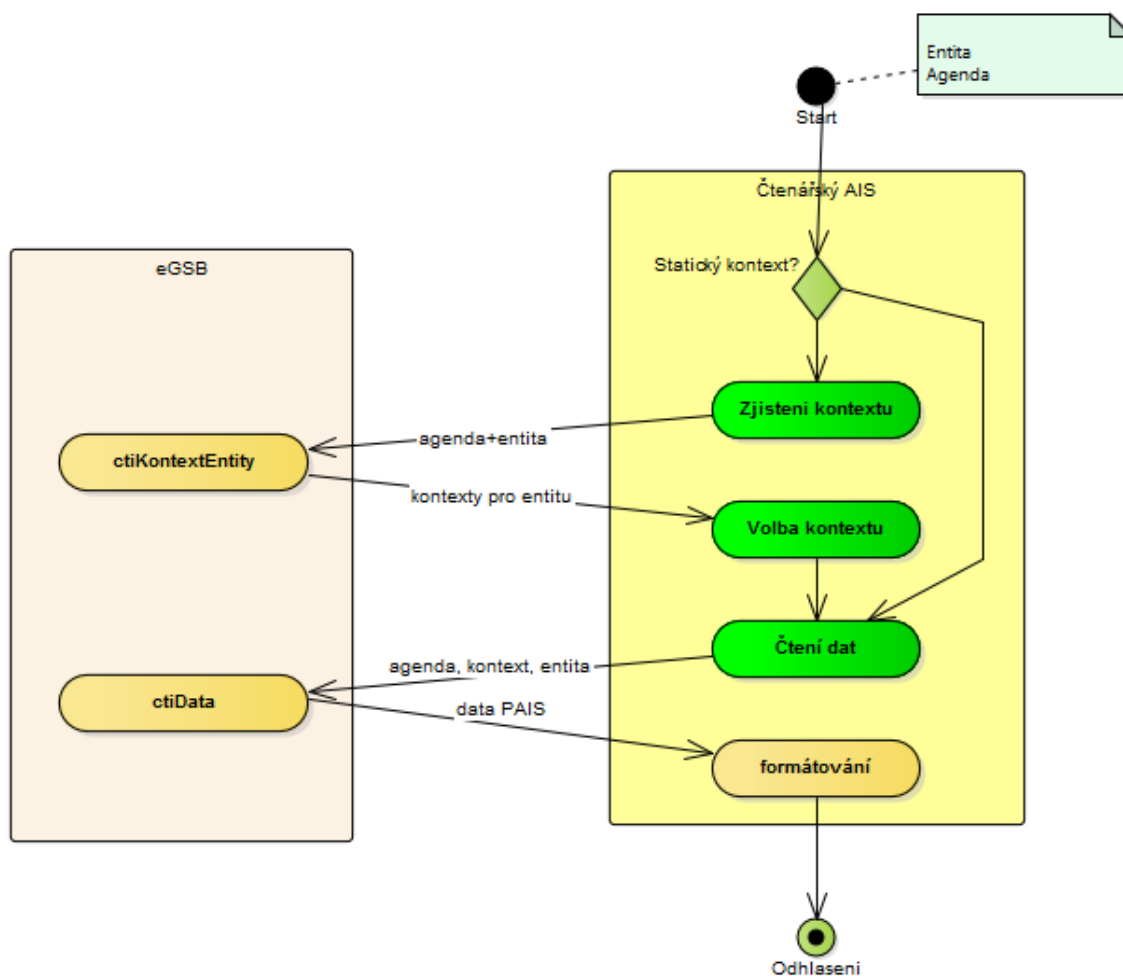 Entita
Agenda
Start
Čtenářský AIS
eGSB
Statický kontext?
Zjisteni kontextu
agenda+entita
ctiKontextEntity
kontexty pro entitu
Volba kontextu
Čtení dat
agenda, kontext, entita
ctiData
data PAIS
formátování
Odhlaseni